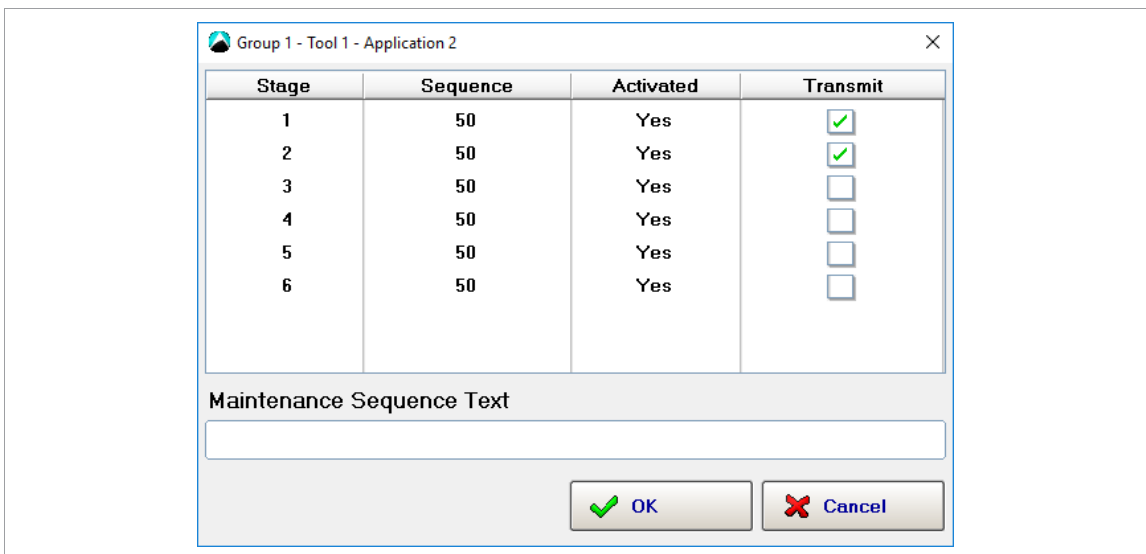 Group 1 - Tool 1 - Application 2
Stage Sequence Activated Transmit
1 50 Yes
2 50 Yes
3 50 Yes
4 50 Yes
5 50 Yes
6 50 Yes
Maintenance Sequence Text
OK Cancel